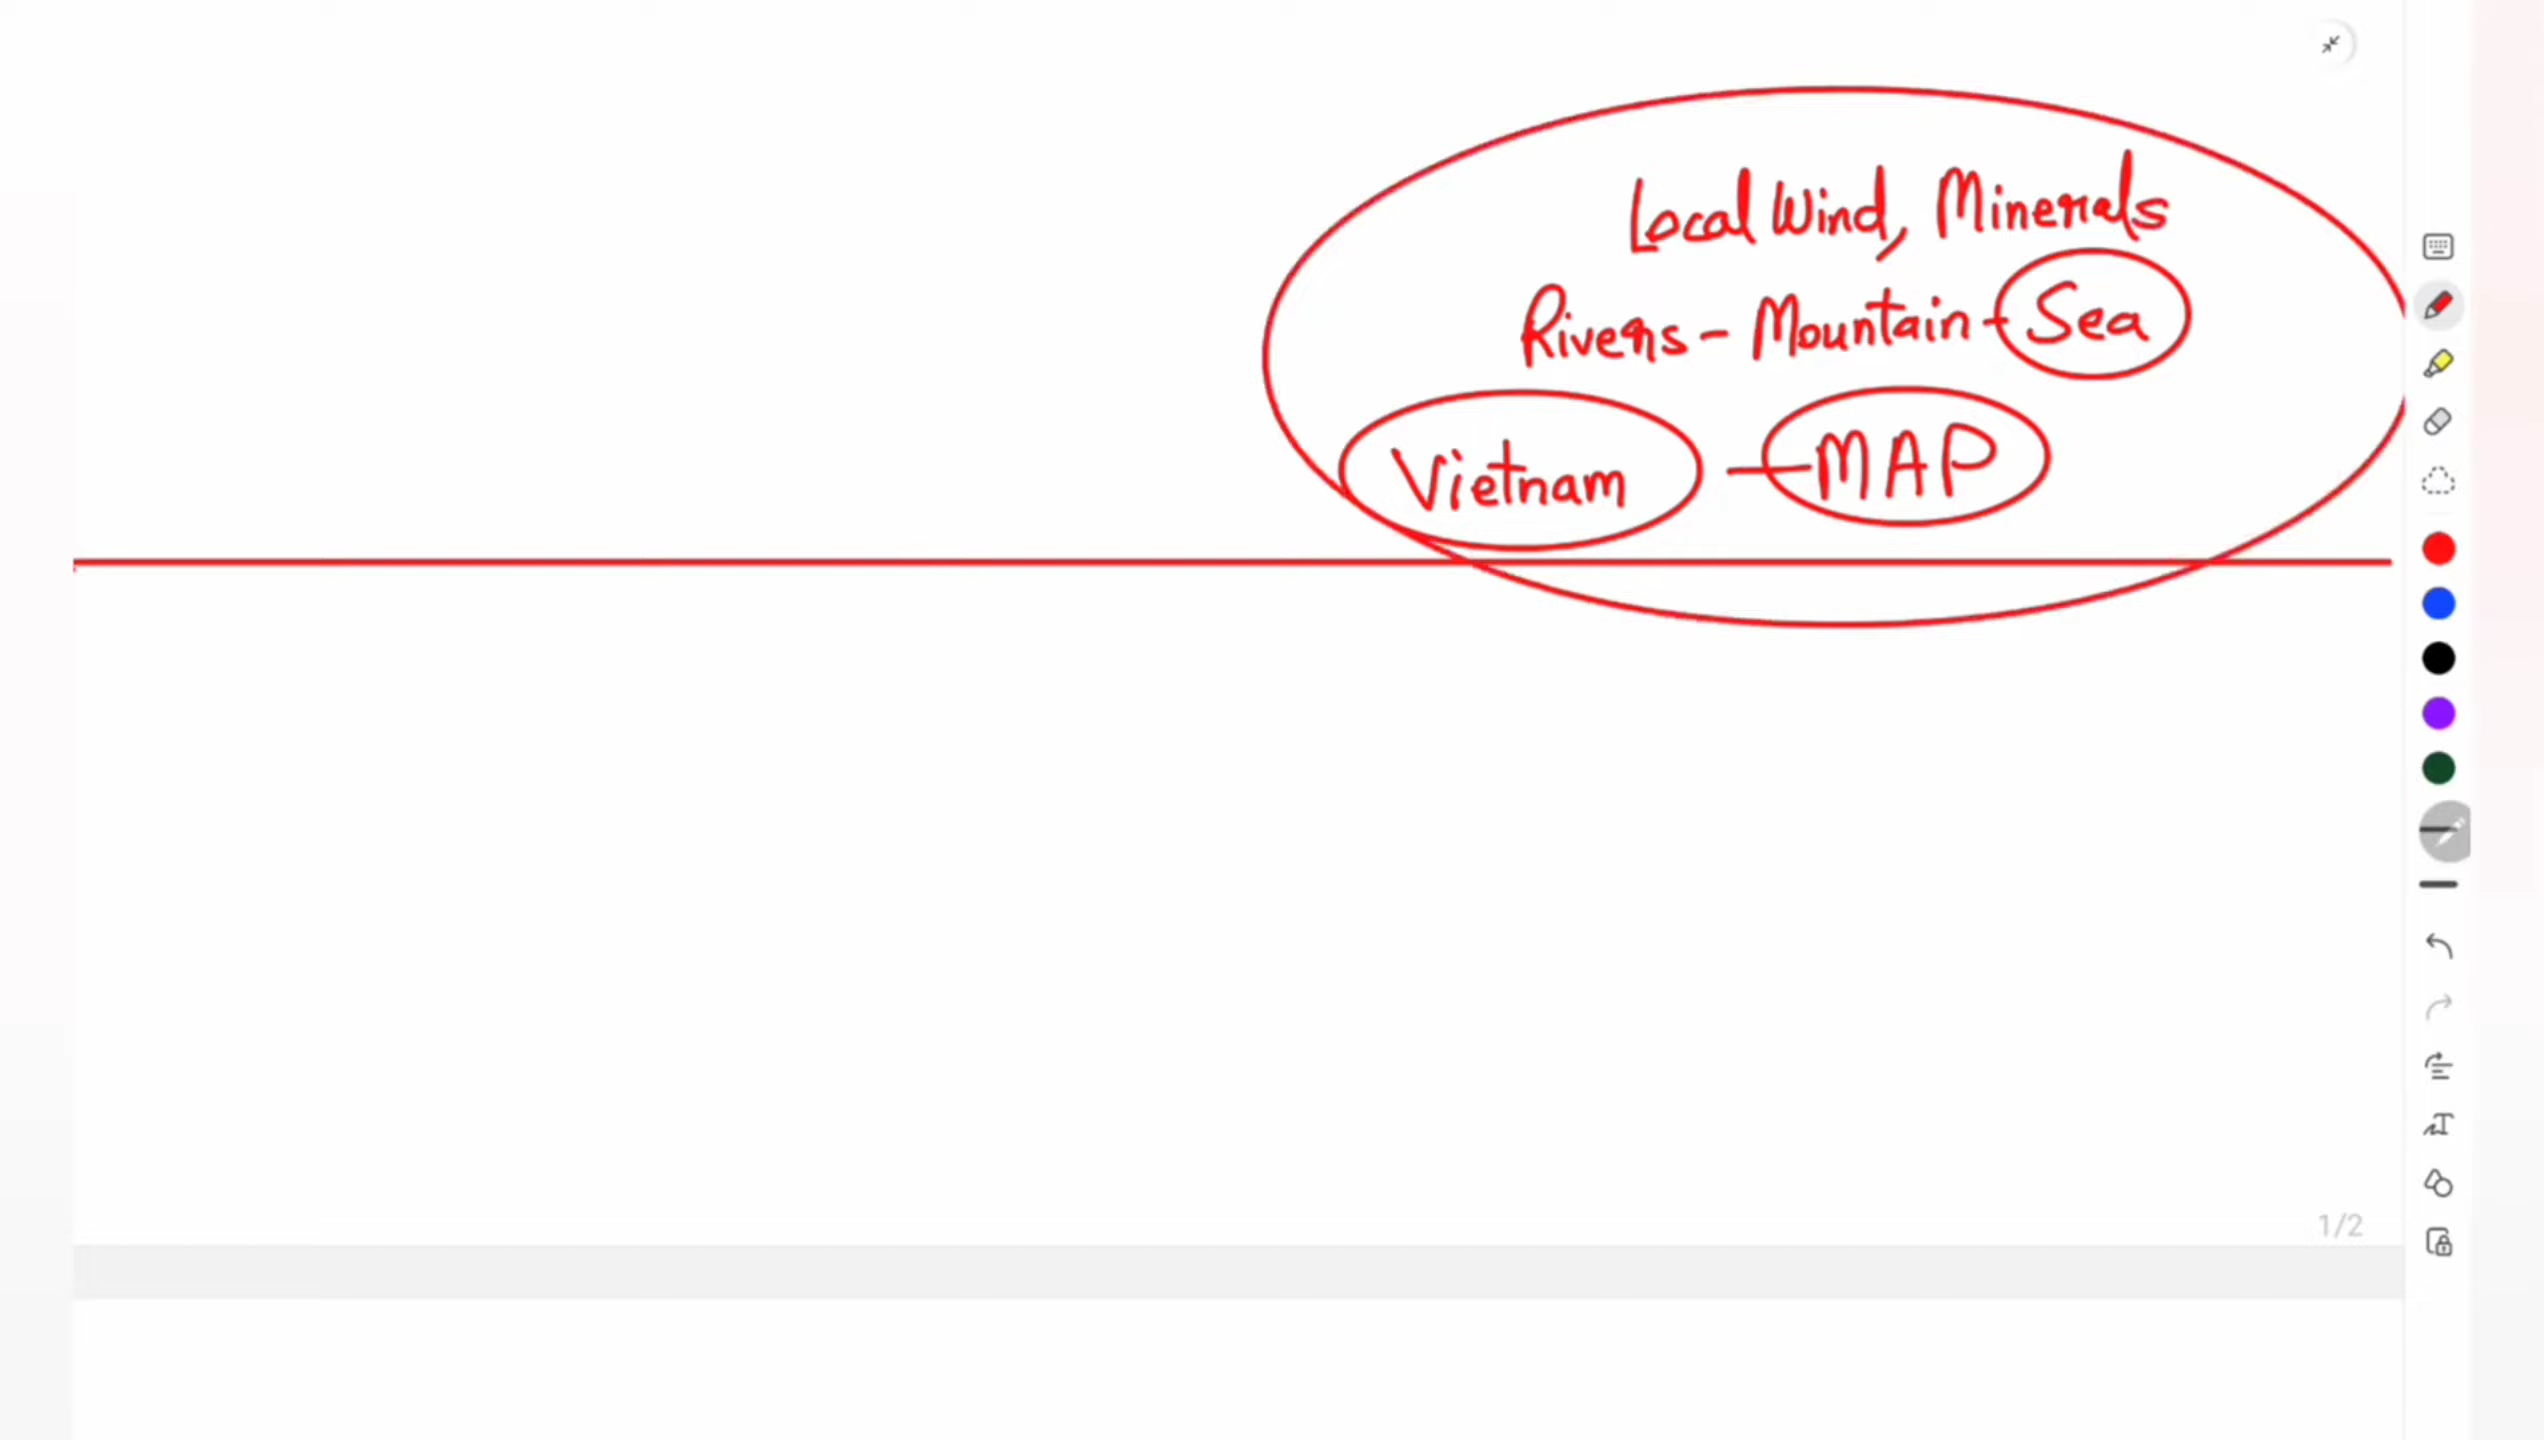 Local Wind, Minerals
Rivers - Mountain - Sea
Vietnam - MAP
1/2